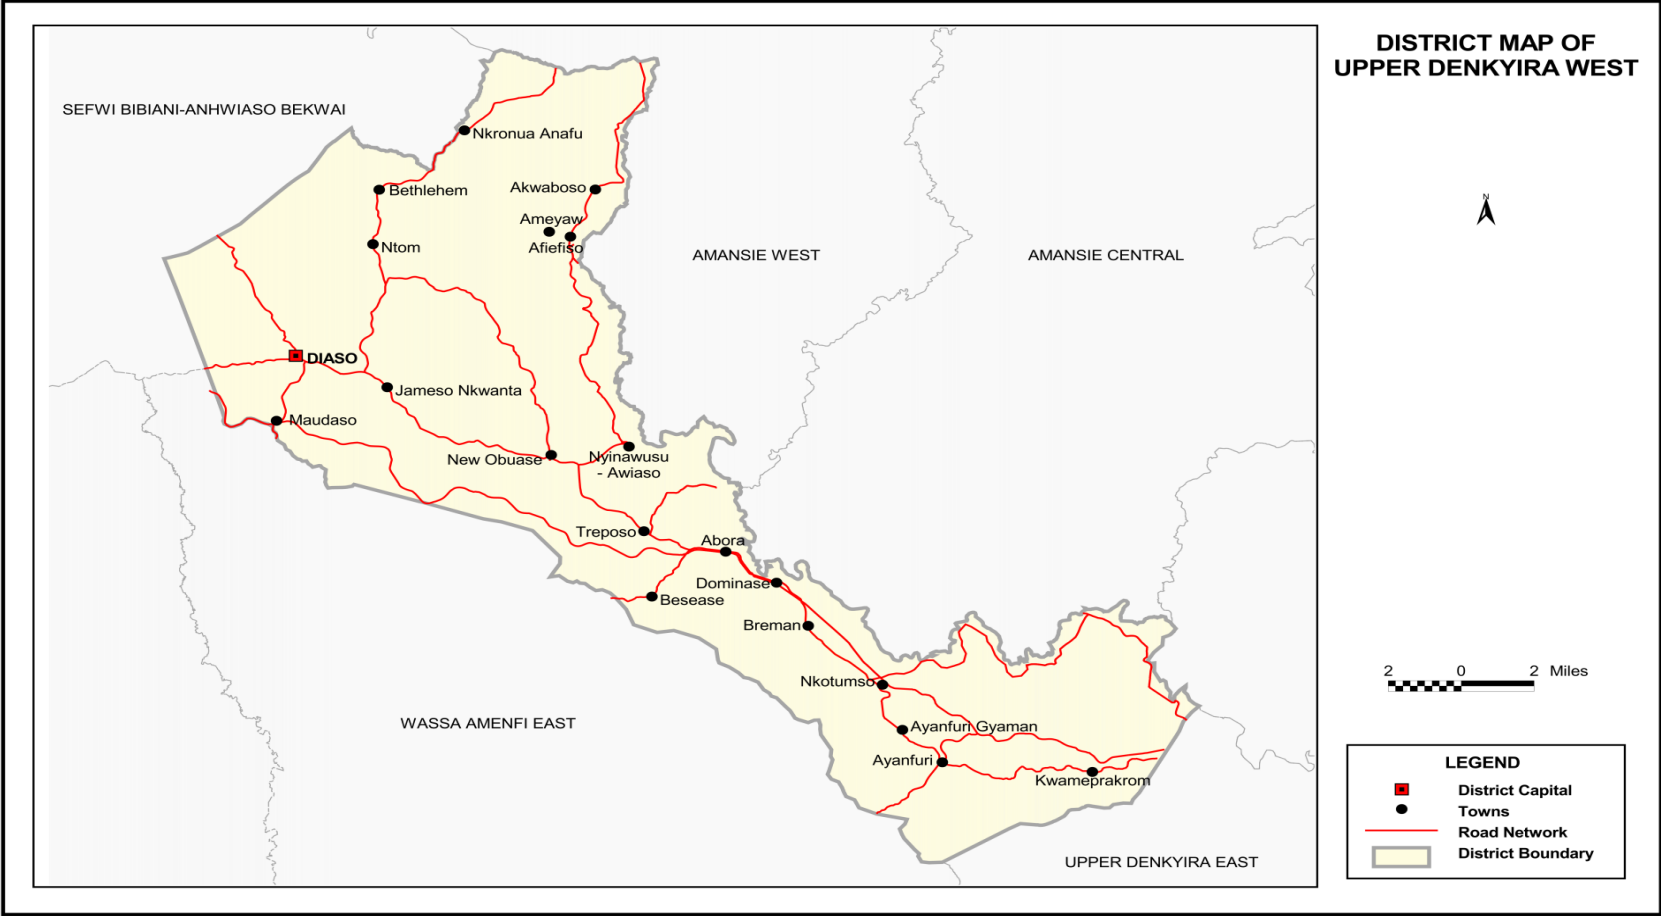 DISTRICT MAP OF
UPPER DENKYIRA WEST
SEFWI BIBIANI-ANHWIASO BEKWAI
Nkronua Anafu
Bethlehem
Akwaboso
Ameyaw
Ntom
Afiefiso
AMANSIE WEST
AMANSIE CENTRAL
N
DIASO
Jameso Nkwanta
Maudaso
New Obuase
Nyinawusu
- Awiaso
Treposo
Abora
Dominase
Besease
Breman
Nkotumso
Ayanfuri Gyaman
Ayanfuri
Kwameprakrom
WASSA AMENFI EAST
UPPER DENKYIRA EAST
2 0 2 Miles
LEGEND
District Capital
Towns
Road Network
District Boundary